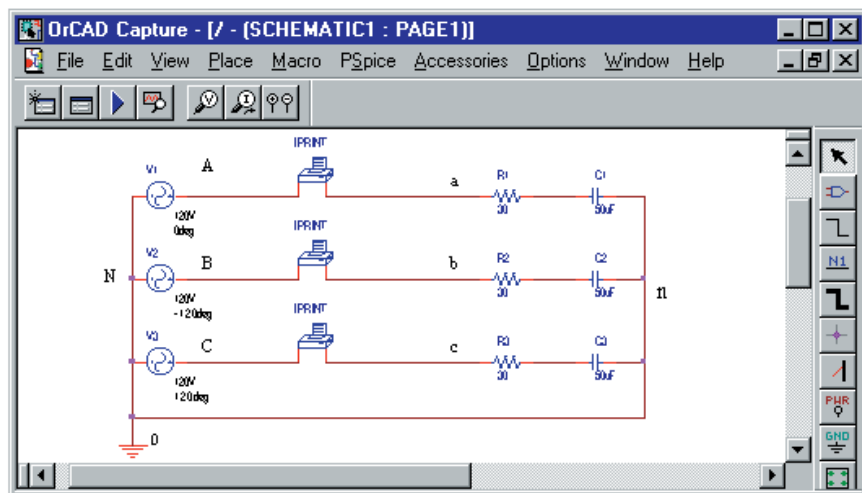 OrCAD Capture - [/ - (SCHEMATIC1 : PAGE1)]
File Edit View Place Macro PSpice Accessories Options Window Help
V I
IPRINT
V1 A a R1 C1
30 50uF
120V
0deg
IPRINT
V2 B b R2 C2
N 30 50uF n
120V
-120deg
IPRINT
V3 C c R3 C3
30 50uF
120V
120deg
0
N1
PWR
GND